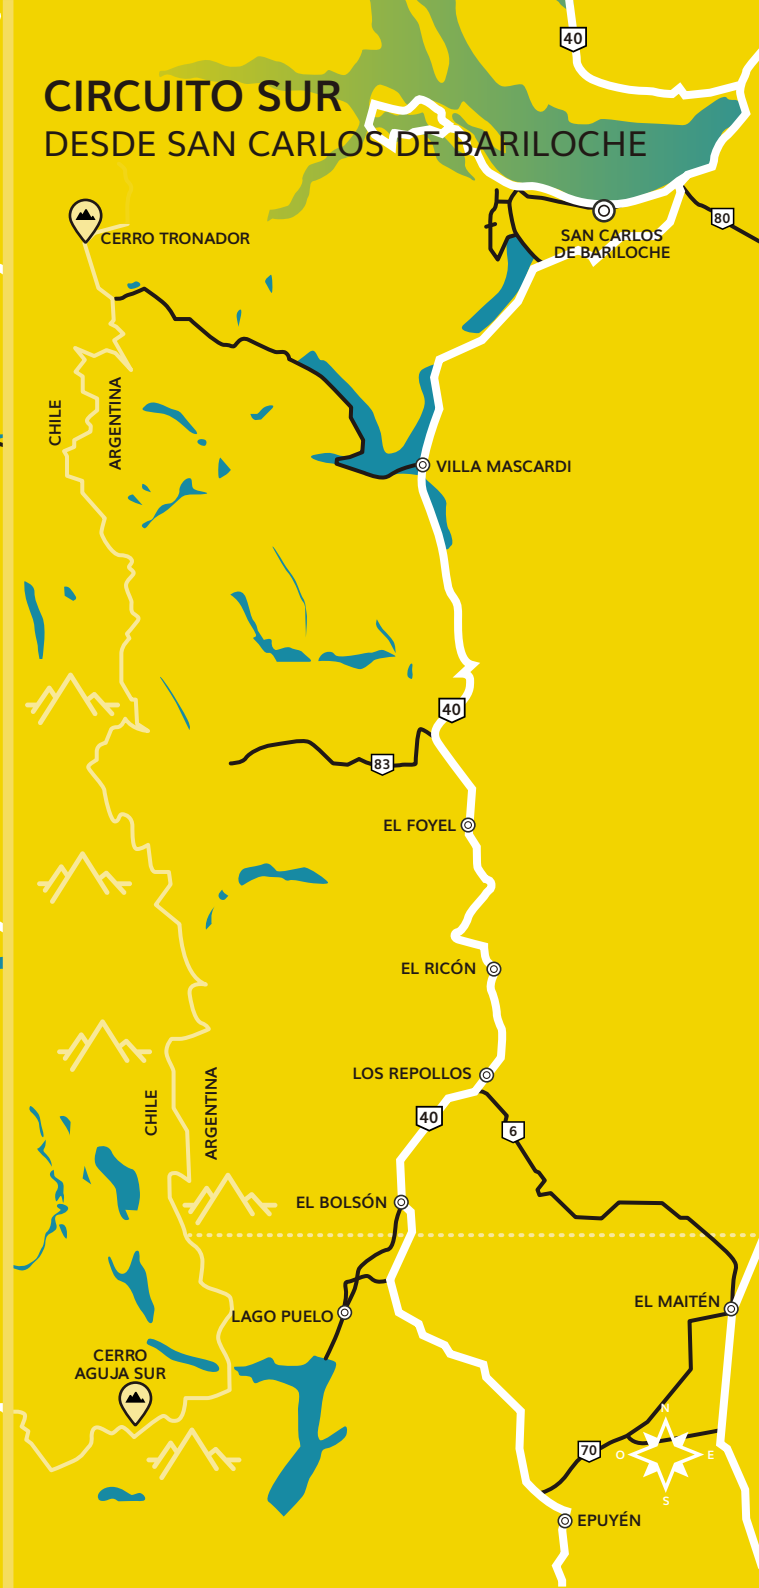 40
CIRCUITO SUR
DESDE SAN CARLOS DE BARILOCHE
80
CERRO TRONADOR
SAN CARLOS
DE BARILOCHE
CHILE
ARGENTINA
VILLA MASCARDI
40
83
EL FOYEL
EL RICÓN
LOS REPOLLOS
CHILE
ARGENTINA
40
6
EL BOLSÓN
EL MAITÉN
LAGO PUELO
CERRO
AGUJA SUR
N
O
E
S
70
EPUYÉN